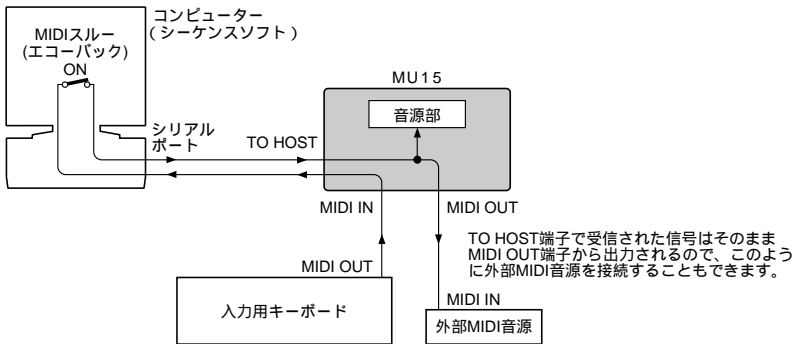 コンピューター
（シーケンスソフト）
MIDIスルー
(エコーバック)
ON
シリアル
ポート
TO HOST
MU15
音源部
MIDI IN
MIDI OUT
TO HOST端子で受信された信号はそのまま
MIDI OUT端子から出力されるので、このよう
に外部MIDI音源を接続することもできます。
MIDI OUT
入力用キーボード
MIDI IN
外部MIDI音源